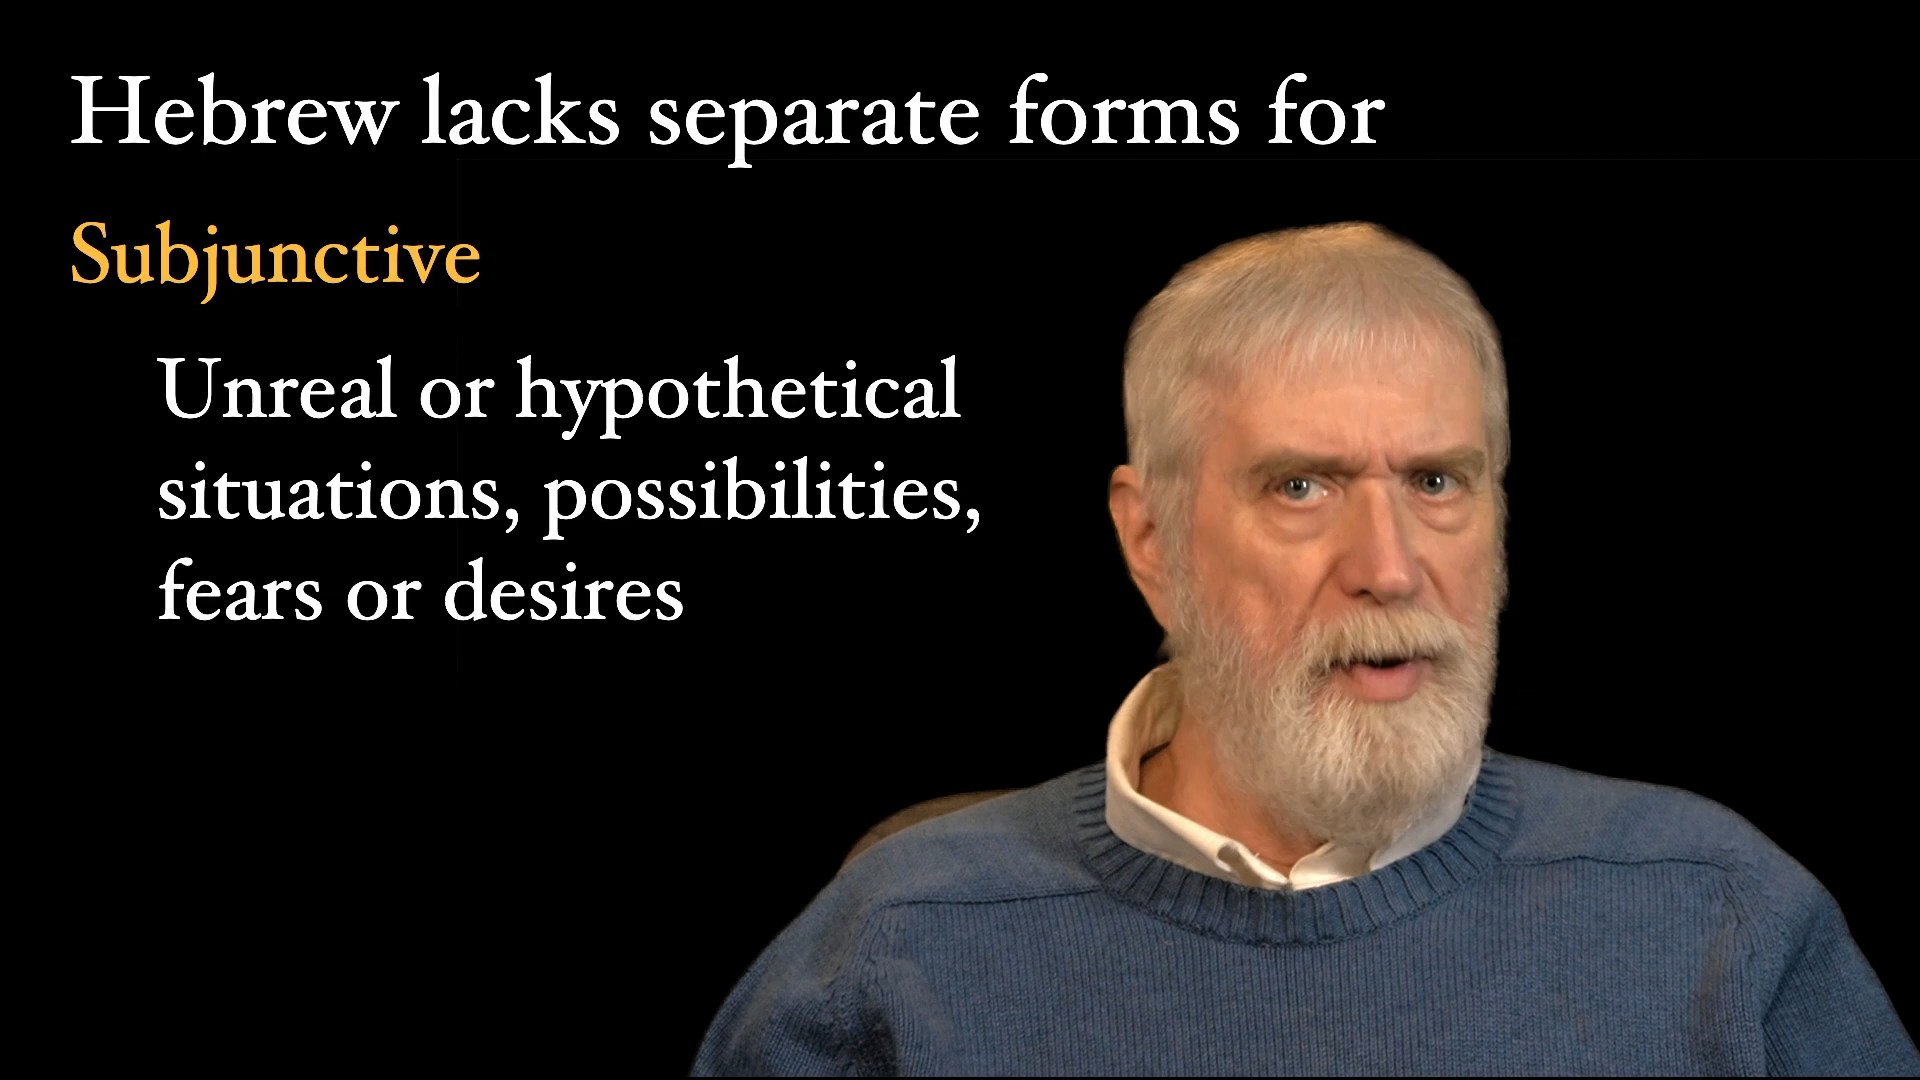 Hebrew lacks separate forms for
Subjunctive
Unreal or hypothetical
situations, possibilities,
fears or desires